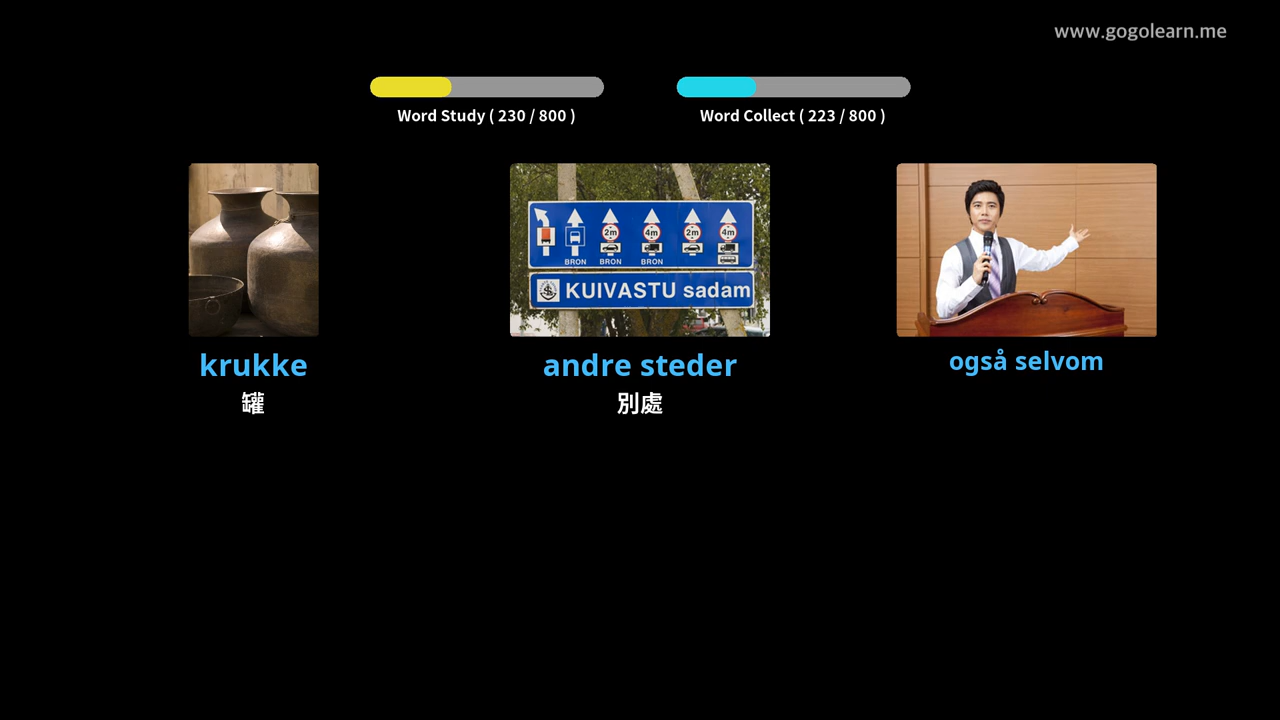 www.gogolearn.me
Word Study ( 230 / 800 )
Word Collect ( 223 / 800 )
2m
4m
2m
4m
BRON
BRON
BRON
KUIVASTU sadam
krukke
andre steder
også selvom
罐
別處